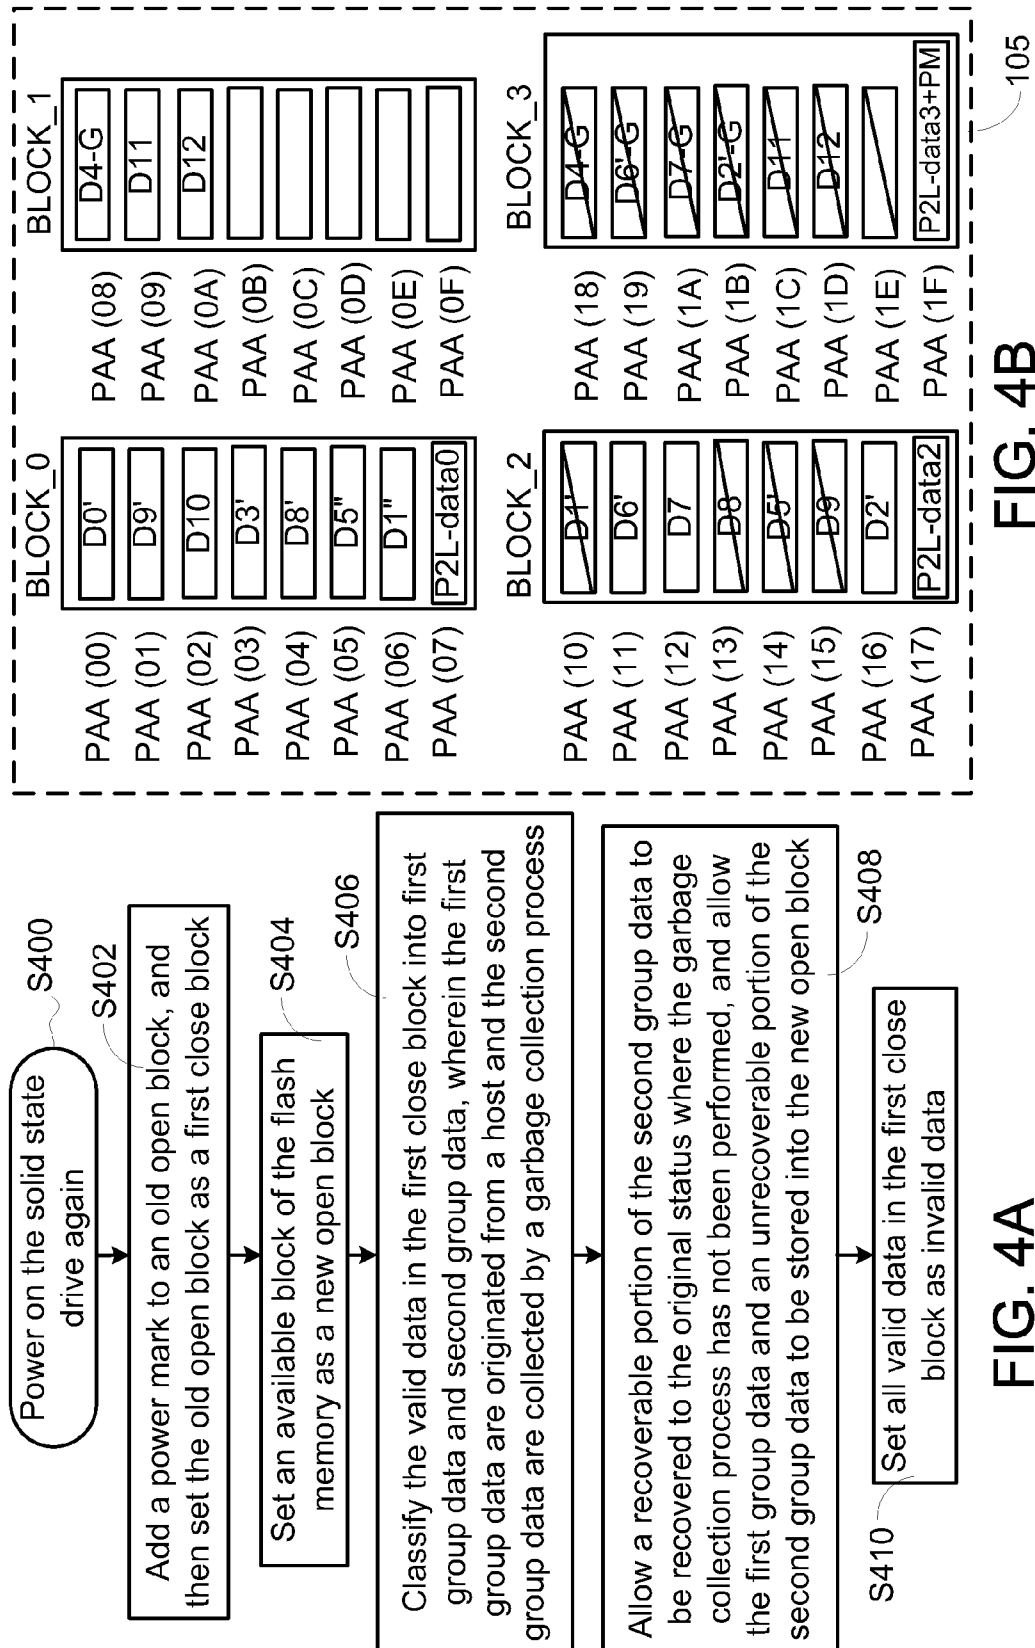 S400
Power on the solid state
drive again
S402
Add a power mark to an old open block, and
then set the old open block as a first close block
S404
Set an available block of the flash
memory as a new open block
S406
Classify the valid data in the first close block into first
group data and second group data, wherein the first
group data are originated from a host and the second
group data are collected by a garbage collection process
Allow a recoverable portion of the second group data to
be recovered to the original status where the garbage
collection process has not been performed, and allow
the first group data and an unrecoverable portion of the
second group data to be stored into the new open block
S408
S410
Set all valid data in the first close
block as invalid data
FIG. 4A
BLOCK_0
PAA (00) D0'
PAA (01) D9'
PAA (02) D10
PAA (03) D3'
PAA (04) D8'
PAA (05) D5"
PAA (06) D1"
PAA (07) P2L-data0
BLOCK_1
PAA (08) D4-G
PAA (09) D11
PAA (0A) D12
PAA (0B)
PAA (0C)
PAA (0D)
PAA (0E)
PAA (0F)
BLOCK_2
PAA (10) D1'
PAA (11) D6'
PAA (12) D7
PAA (13) D8
PAA (14) D5'
PAA (15) D9
PAA (16) D2'
PAA (17) P2L-data2
BLOCK_3
PAA (18) D4-G
PAA (19) D6'-G
PAA (1A) D7-G
PAA (1B) D2'-G
PAA (1C) D11
PAA (1D) D12
PAA (1E)
PAA (1F) P2L-data3+PM
105
FIG. 4B